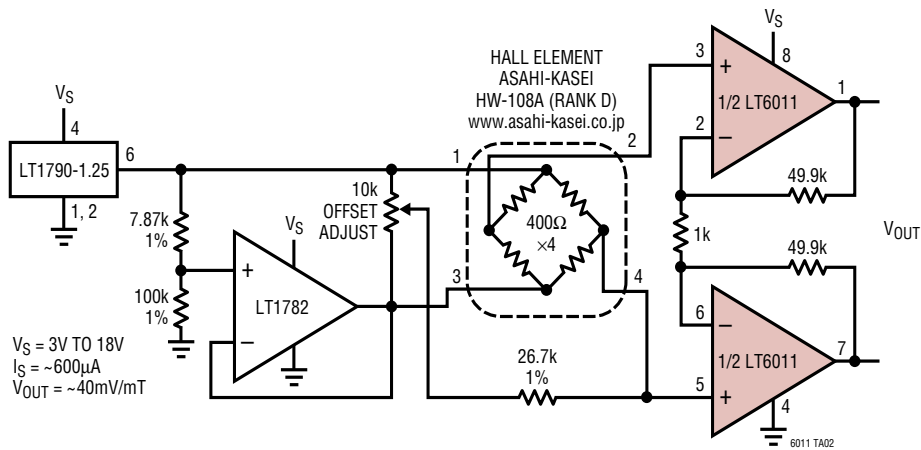 HALL ELEMENT
ASAHI-KASEI
HW-108A (RANK D)
www.asahi-kasei.co.jp
VS
4
LT1790-1.25
6
1, 2
7.87k
1%
100k
1%
VS
+
LT1782
−
10k
OFFSET
ADJUST
1
2
3
4
400Ω
×4
26.7k
1%
VS
8
3
+
1
1/2 LT6011
2
−
49.9k
1k
VOUT
49.9k
6
−
7
1/2 LT6011
5
+
4
VS = 3V TO 18V
IS = ~600µA
VOUT = ~40mV/mT
6011 TA02